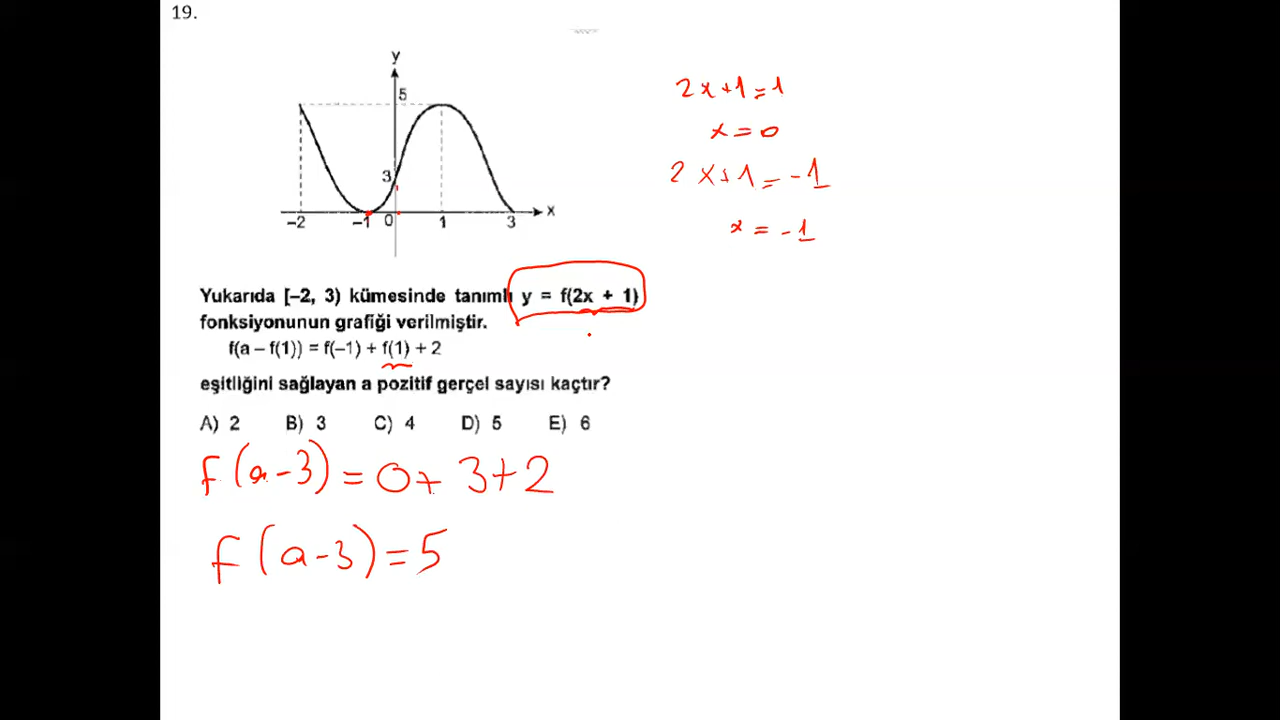 19.
y
5
3
-2 -1 0 1 3 x
2x+1=1
x=0
2x+1=-1
x=-1
Yukarıda [–2, 3) kümesinde tanımlı y = f(2x + 1)
fonksiyonunun grafiği verilmiştir.
f(a – f(1)) = f(–1) + f(1) + 2
eşitliğini sağlayan a pozitif gerçel sayısı kaçtır?
A) 2 B) 3 C) 4 D) 5 E) 6
f(a-3)=0+3+2
f(a-3)=5